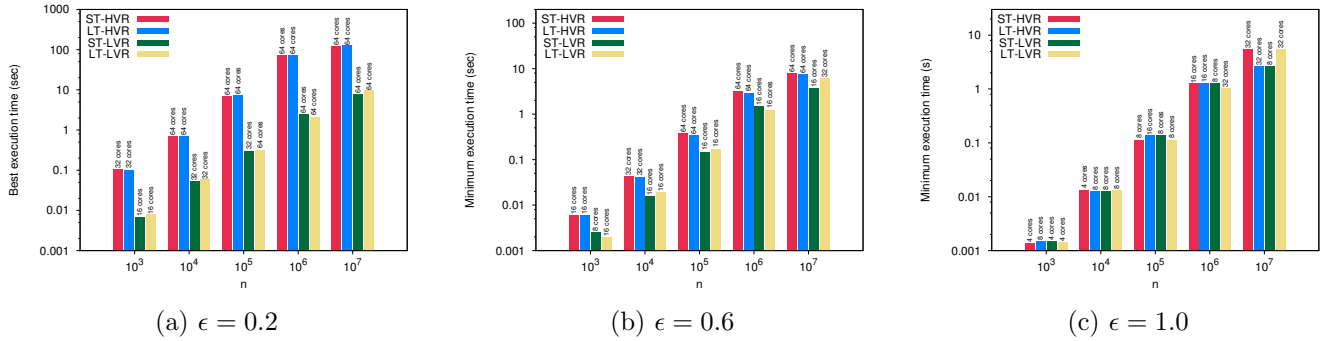 1000
100
10
1
0.1
0.01
0.001
Best execution time (sec)
ST-HVR
LT-HVR
ST-LVR
LT-LVR
32 cores
32 cores
16 cores
16 cores
64 cores
64 cores
32 cores
32 cores
64 cores
64 cores
32 cores
64 cores
64 cores
64 cores
64 cores
64 cores
64 cores
64 cores
64 cores
64 cores
10^3 10^4 10^5 10^6 10^7
n
(a) ϵ = 0.2
100
10
1
0.1
0.01
0.001
Minimum execution time (sec)
ST-HVR
LT-HVR
ST-LVR
LT-LVR
16 cores
16 cores
8 cores
16 cores
32 cores
32 cores
16 cores
16 cores
64 cores
64 cores
16 cores
16 cores
64 cores
64 cores
16 cores
16 cores
64 cores
64 cores
16 cores
32 cores
10^3 10^4 10^5 10^6 10^7
n
(b) ϵ = 0.6
10
1
0.1
0.01
0.001
Minimum execution time (s)
ST-HVR
LT-HVR
ST-LVR
LT-LVR
4 cores
8 cores
4 cores
4 cores
4 cores
8 cores
8 cores
8 cores
8 cores
16 cores
8 cores
8 cores
16 cores
16 cores
8 cores
32 cores
32 cores
32 cores
8 cores
32 cores
10^3 10^4 10^5 10^6 10^7
n
(c) ϵ = 1.0